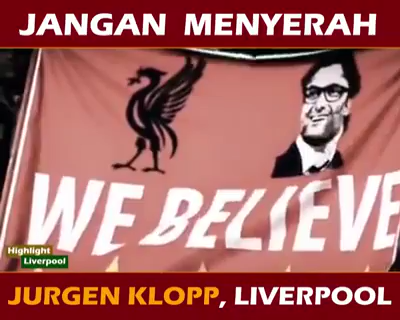 JANGAN MENYERAH
WE BELIEVE
Highlight
Liverpool
JURGEN KLOPP, LIVERPOOL